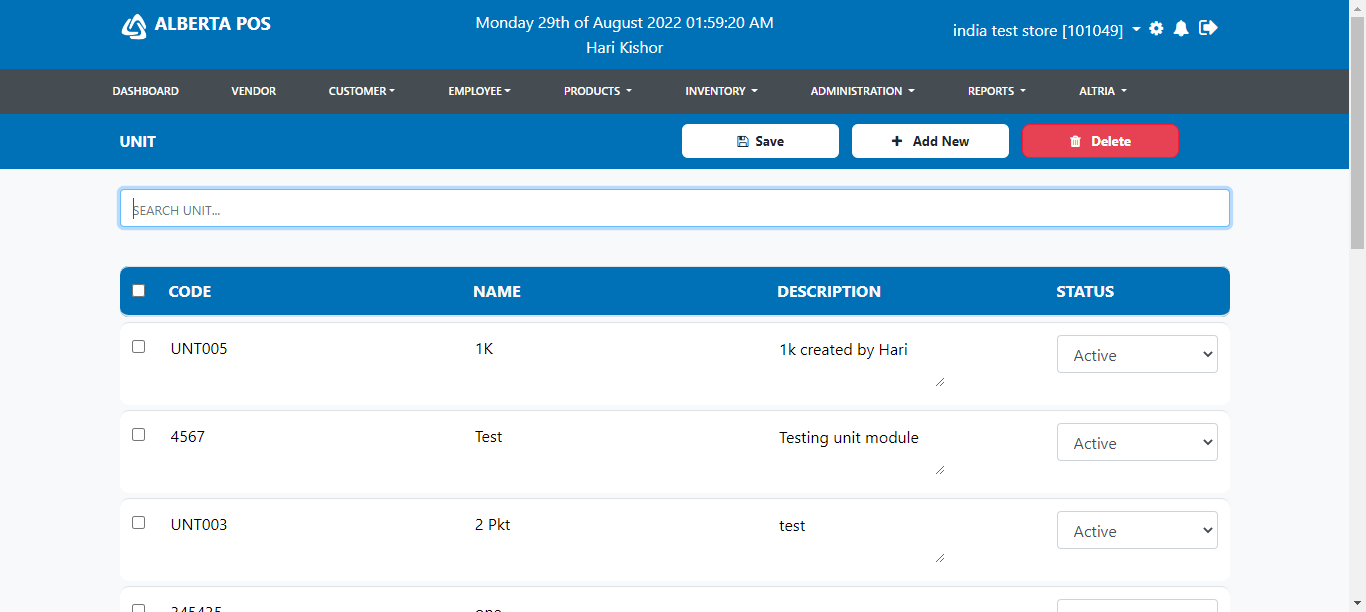 ALBERTA POS
Monday 29th of August 2022 01:59:20 AM
Hari Kishor
india test store [101049]
DASHBOARD VENDOR CUSTOMER EMPLOYEE PRODUCTS INVENTORY ADMINISTRATION REPORTS ALTRIA
UNIT Save Add New Delete
SEARCH UNIT...
CODE NAME DESCRIPTION STATUS
UNT005 1K 1k created by Hari Active
4567 Test Testing unit module Active
UNT003 2 Pkt test Active